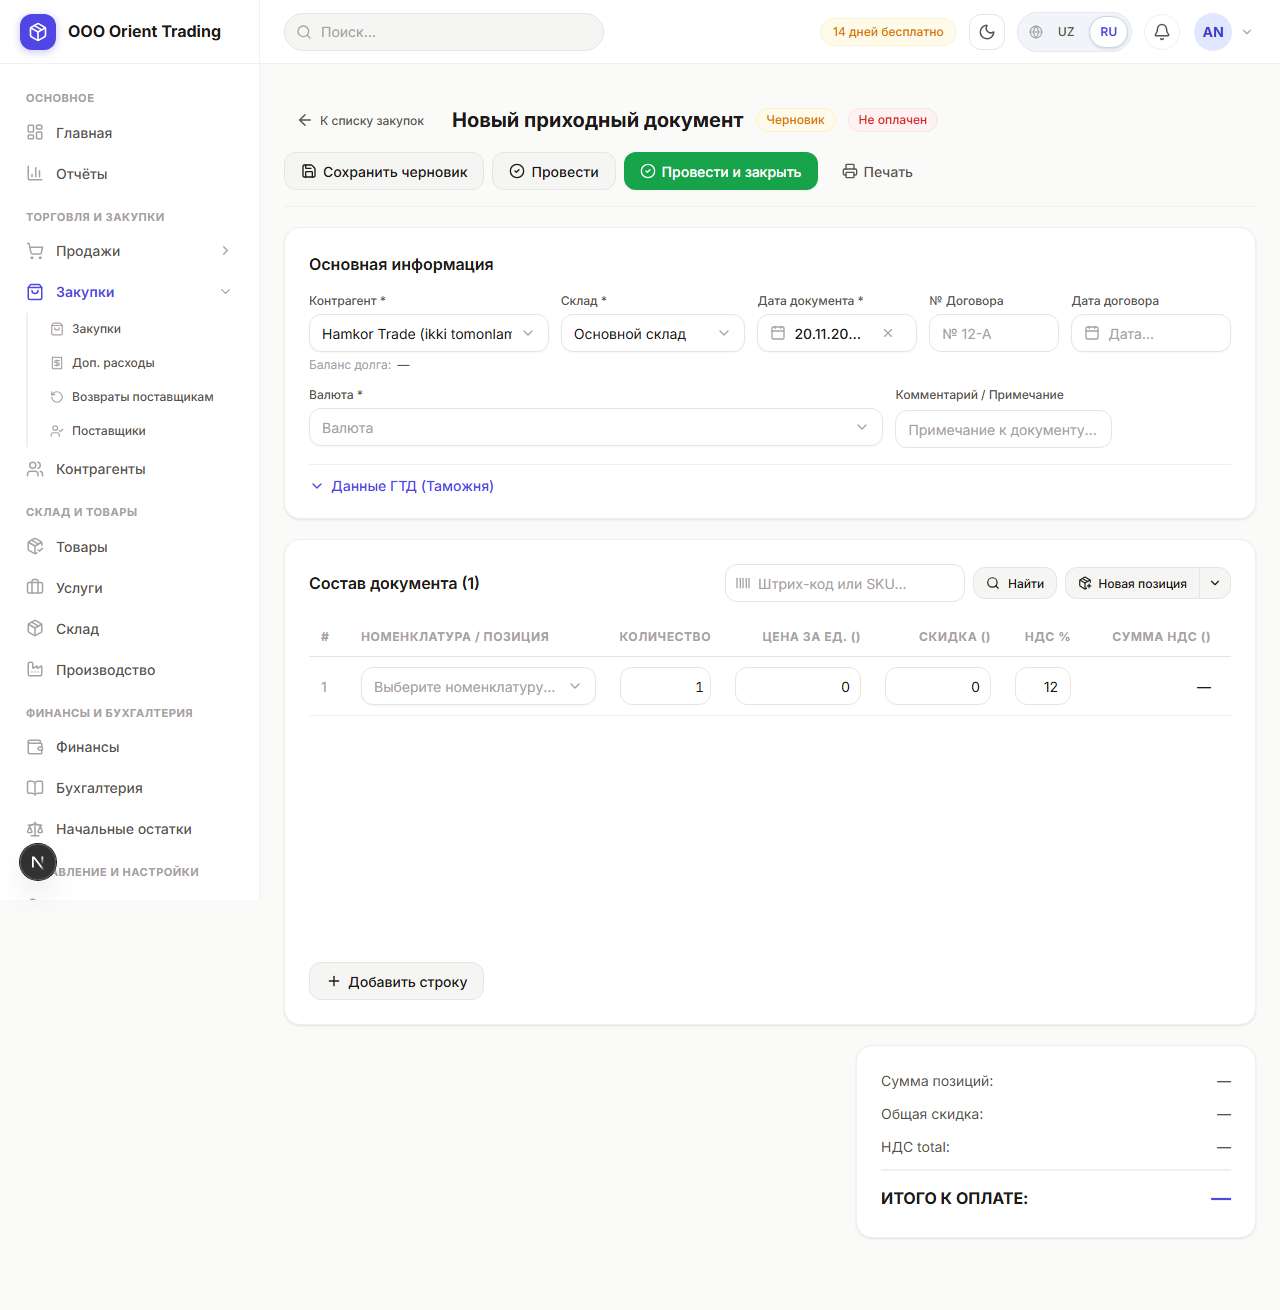 ООО Orient Trading
Поиск...
14 дней бесплатно
UZ
RU
AN
ОСНОВНОЕ
Главная
Отчёты
ТОРГОВЛЯ И ЗАКУПКИ
Продажи
Закупки
Закупки
Доп. расходы
Возвраты поставщикам
Поставщики
Контрагенты
СКЛАД И ТОВАРЫ
Товары
Услуги
Склад
Производство
ФИНАНСЫ И БУХГАЛТЕРИЯ
Финансы
Бухгалтерия
Начальные остатки
N
АВЛЕНИЕ И НАСТРОЙКИ
К списку закупок
Новый приходный документ
Черновик
Не оплачен
Сохранить черновик
Провести
Провести и закрыть
Печать
Основная информация
Контрагент *
Склад *
Дата документа *
№ Договора
Дата договора
Hamkor Trade (ikki tomonlam
Основной склад
20.11.20...
№ 12-А
Дата...
Баланс долга: —
Валюта *
Комментарий / Примечание
Валюта
Примечание к документу...
Данные ГТД (Таможня)
Состав документа (1)
Штрих-код или SKU...
Найти
Новая позиция
# НОМЕНКЛАТУРА / ПОЗИЦИЯ КОЛИЧЕСТВО ЦЕНА ЗА ЕД. () СКИДКА () НДС % СУММА НДС ()
1 Выберите номенклатуру... 1 0 0 12 —
Добавить строку
Сумма позиций: —
Общая скидка: —
НДС total: —
ИТОГО К ОПЛАТЕ: —